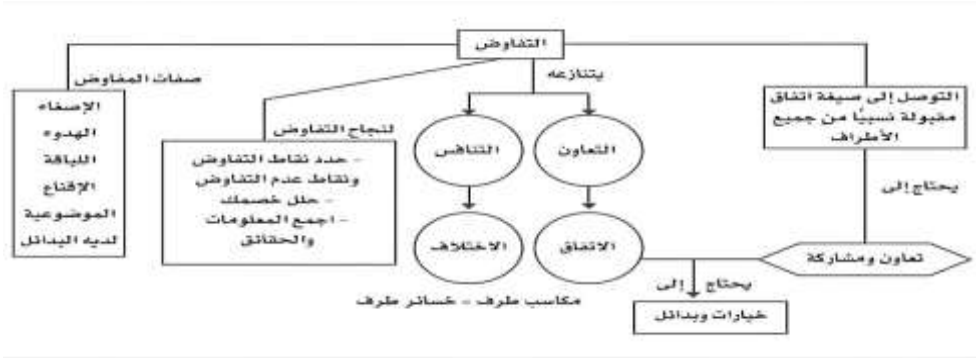 التفاوض
يتنازعه
صفات المفاوض
الإصغاء
الهدوء
اللباقة
الإقناع
الموضوعية
لديه البدائل
لنجاح التفاوض
- حدد نقاط التفاوض
ونقاط عدم التفاوض
- حلل خصمك
- اجمع المعلومات
والحقائق
التنافس
التعاون
الاختلاف
الاتفاق
مكاسب طرف - خسائر طرف
التوصل إلى صيغة اتفاق
مقبولة نسبيًا من جميع
الأطراف
يحتاج إلى
تعاون ومشاركة
يحتاج إلى
خيارات وبدائل